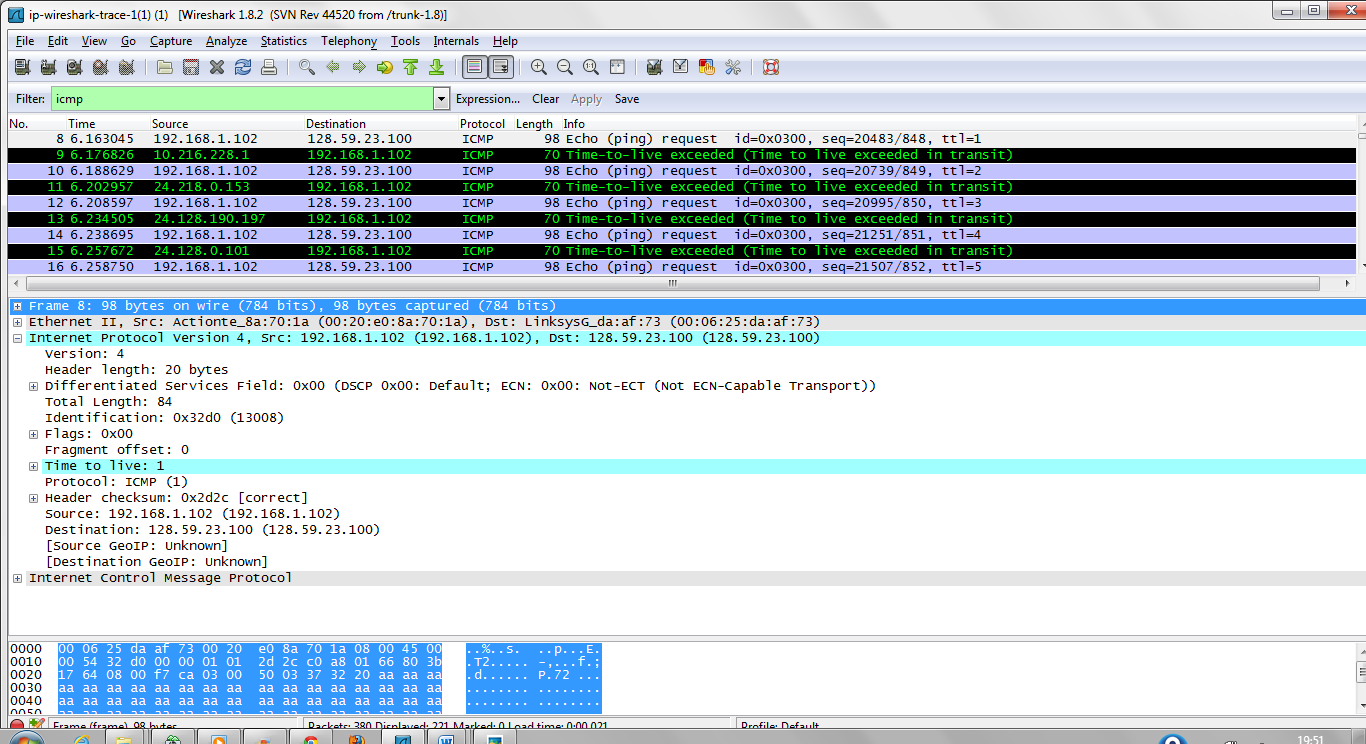 ip-wireshark-trace-1(1) (1) [Wireshark 1.8.2 (SVN Rev 44520 from /trunk-1.8)]
File Edit View Go Capture Analyze Statistics Telephony Tools Internals Help
Filter: icmp Expression... Clear Apply Save
No. Time Source Destination Protocol Length Info
8 6.163045 192.168.1.102 128.59.23.100 ICMP 98 Echo (ping) request id=0x0300, seq=20483/848, ttl=1
9 6.176826 10.216.228.1 192.168.1.102 ICMP 70 Time-to-live exceeded (Time to live exceeded in transit)
10 6.188629 192.168.1.102 128.59.23.100 ICMP 98 Echo (ping) request id=0x0300, seq=20739/849, ttl=2
11 6.202957 24.218.0.153 192.168.1.102 ICMP 70 Time-to-live exceeded (Time to live exceeded in transit)
12 6.208597 192.168.1.102 128.59.23.100 ICMP 98 Echo (ping) request id=0x0300, seq=20995/850, ttl=3
13 6.234505 24.128.190.197 192.168.1.102 ICMP 70 Time-to-live exceeded (Time to live exceeded in transit)
14 6.238695 192.168.1.102 128.59.23.100 ICMP 98 Echo (ping) request id=0x0300, seq=21251/851, ttl=4
15 6.257672 24.128.0.101 192.168.1.102 ICMP 70 Time-to-live exceeded (Time to live exceeded in transit)
16 6.258750 192.168.1.102 128.59.23.100 ICMP 98 Echo (ping) request id=0x0300, seq=21507/852, ttl=5
Frame 8: 98 bytes on wire (784 bits), 98 bytes captured (784 bits)
Ethernet II, Src: Actionte_8a:70:1a (00:20:e0:8a:70:1a), Dst: LinksysG_da:af:73 (00:06:25:da:af:73)
Internet Protocol Version 4, Src: 192.168.1.102 (192.168.1.102), Dst: 128.59.23.100 (128.59.23.100)
Version: 4
Header length: 20 bytes
Differentiated Services Field: 0x00 (DSCP 0x00: Default; ECN: 0x00: Not-ECT (Not ECN-Capable Transport))
Total Length: 84
Identification: 0x32d0 (13008)
Flags: 0x00
Fragment offset: 0
Time to live: 1
Protocol: ICMP (1)
Header checksum: 0x2d2c [correct]
Source: 192.168.1.102 (192.168.1.102)
Destination: 128.59.23.100 (128.59.23.100)
[Source GeoIP: Unknown]
[Destination GeoIP: Unknown]
Internet Control Message Protocol
0000 00 06 25 da af 73 00 20 e0 8a 70 1a 08 00 45 00 ..%..s. ..p...E.
0010 00 54 32 d0 00 00 01 01 2d 2c c0 a8 01 66 80 3b .T2..... -,...f.;
0020 17 64 08 00 f7 ca 03 00 50 03 37 32 20 aa aa aa .d...... P.72 ...
0030 aa aa aa aa aa aa aa aa aa aa aa aa aa aa aa aa ........ ........
0040 aa aa aa aa aa aa aa aa aa aa aa aa aa aa aa aa ........ ........
0050 aa aa aa aa aa aa aa aa aa aa aa aa aa aa aa aa
Frame (frame), 98 bytes Packets: 380 Displayed: 221 Marked: 0 Load time: 0:00.021 Profile: Default
19:51